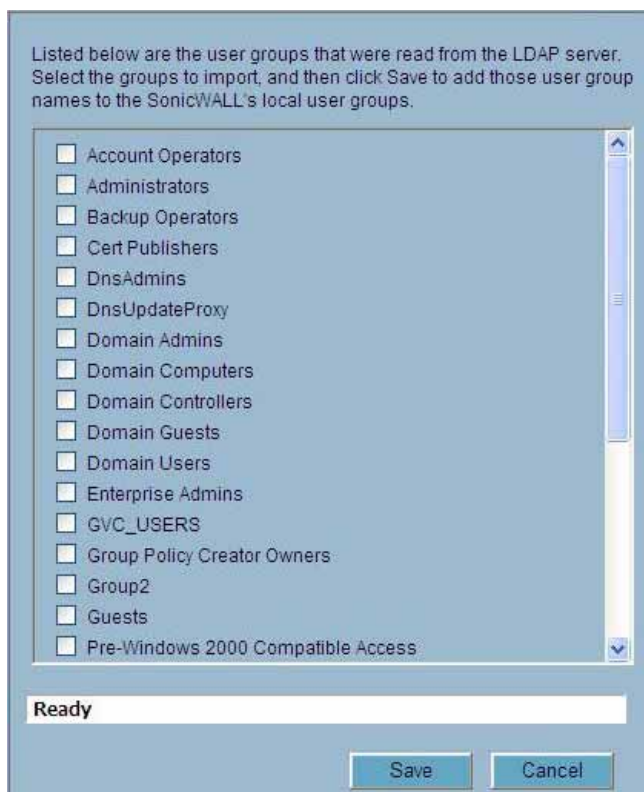 Listed below are the user groups that were read from the LDAP server.
Select the groups to import, and then click Save to add those user group
names to the SonicWALL's local user groups.
Account Operators
Administrators
Backup Operators
Cert Publishers
DnsAdmins
DnsUpdateProxy
Domain Admins
Domain Computers
Domain Controllers
Domain Guests
Domain Users
Enterprise Admins
GVC_USERS
Group Policy Creator Owners
Group2
Guests
Pre-Windows 2000 Compatible Access
Ready
Save Cancel